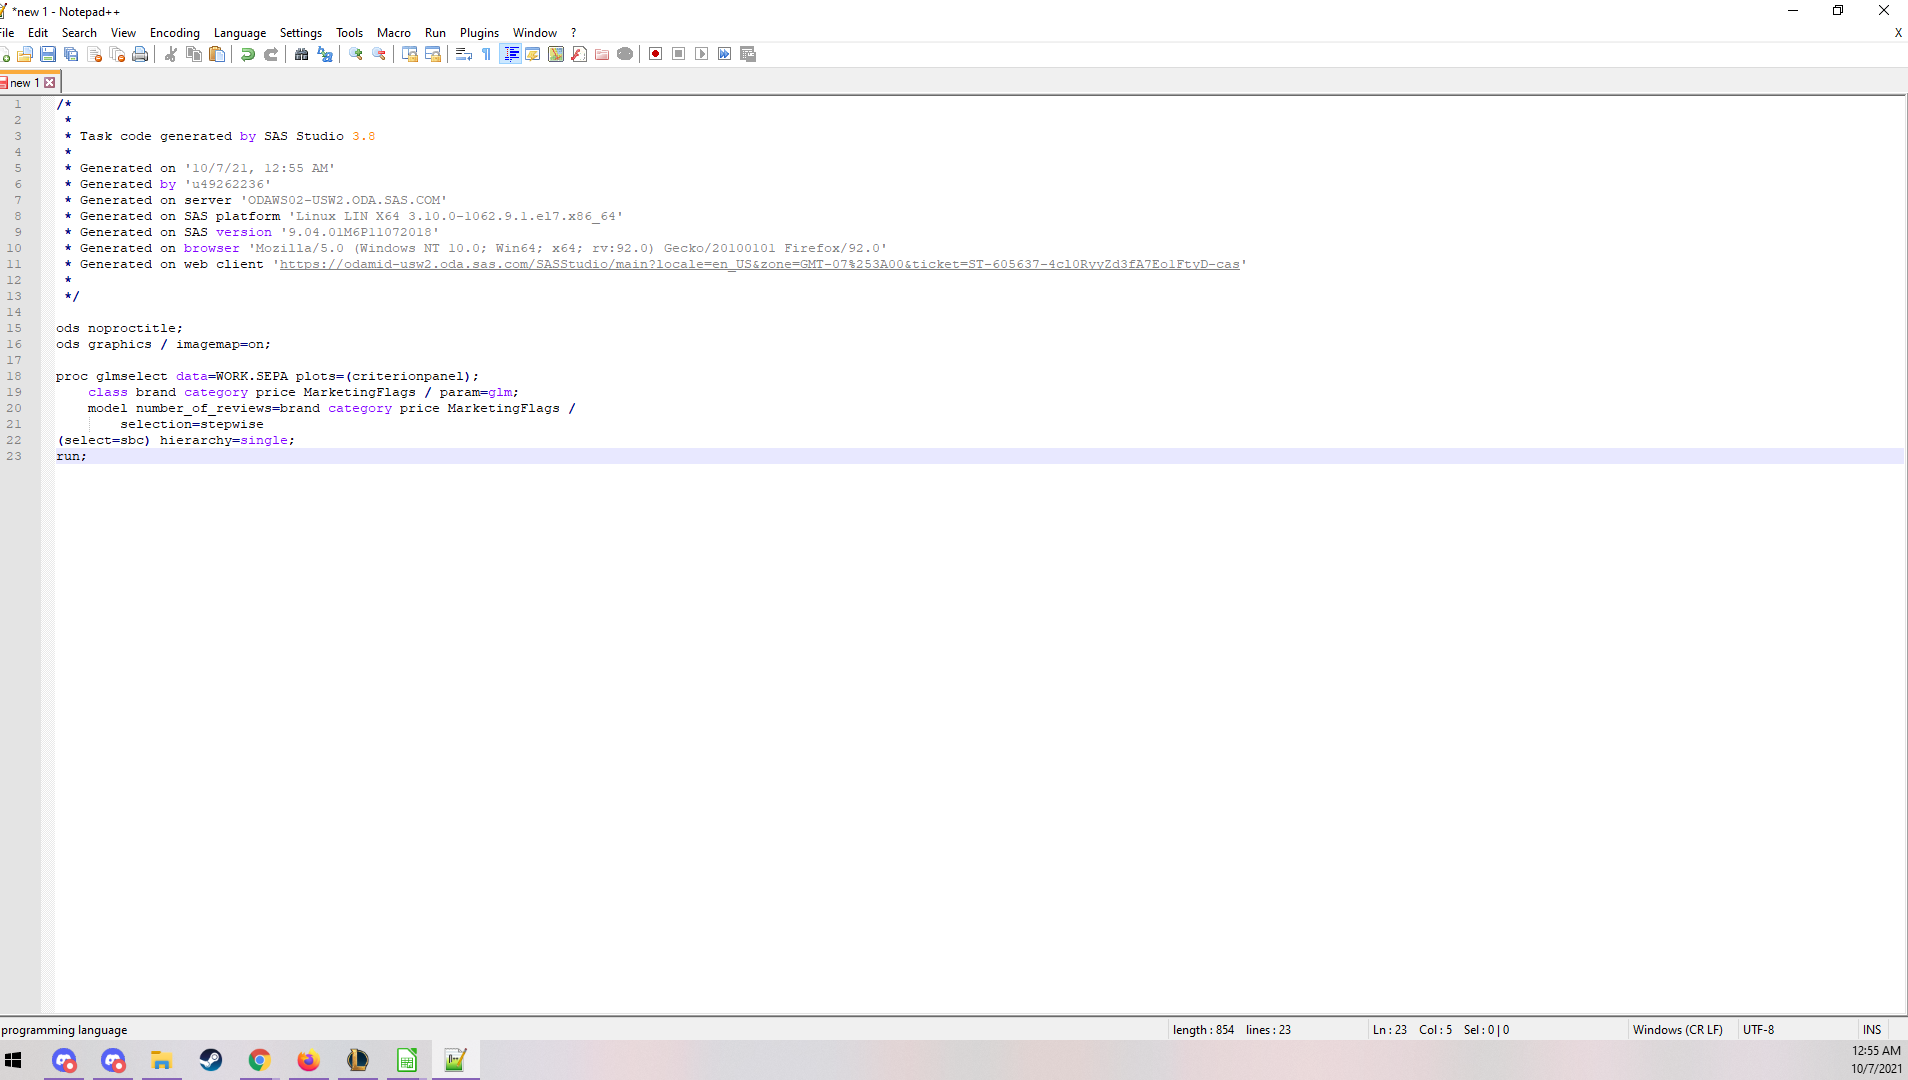 *new 1 - Notepad++
File Edit Search View Encoding Language Settings Tools Macro Run Plugins Window ? X
new 1
1 /*
2 *
3 * Task code generated by SAS Studio 3.8
4 *
5 * Generated on '10/7/21, 12:55 AM'
6 * Generated by 'u49262236'
7 * Generated on server 'ODAWS02-USW2.ODA.SAS.COM'
8 * Generated on SAS platform 'Linux LIN X64 3.10.0-1062.9.1.el7.x86_64'
9 * Generated on SAS version '9.04.01M6P11072018'
10 * Generated on browser 'Mozilla/5.0 (Windows NT 10.0; Win64; x64; rv:92.0) Gecko/20100101 Firefox/92.0'
11 * Generated on web client 'https://odamid-usw2.oda.sas.com/SASStudio/main?locale=en_US&zone=GMT-07%253A00&ticket=ST-605637-4cl0RyvZd3fA7Eo1FtyD-cas'
12 *
13 */
14
15 ods noproctitle;
16 ods graphics / imagemap=on;
17
18 proc glmselect data=WORK.SEPA plots=(criterionpanel);
19 class brand category price MarketingFlags / param=glm;
20 model number_of_reviews=brand category price MarketingFlags /
21 selection=stepwise
22 (select=sbc) hierarchy=single;
23 run;
programming language length : 854 lines : 23 Ln : 23 Col : 5 Sel : 0 | 0 Windows (CR LF) UTF-8 INS
12:55 AM
10/7/2021